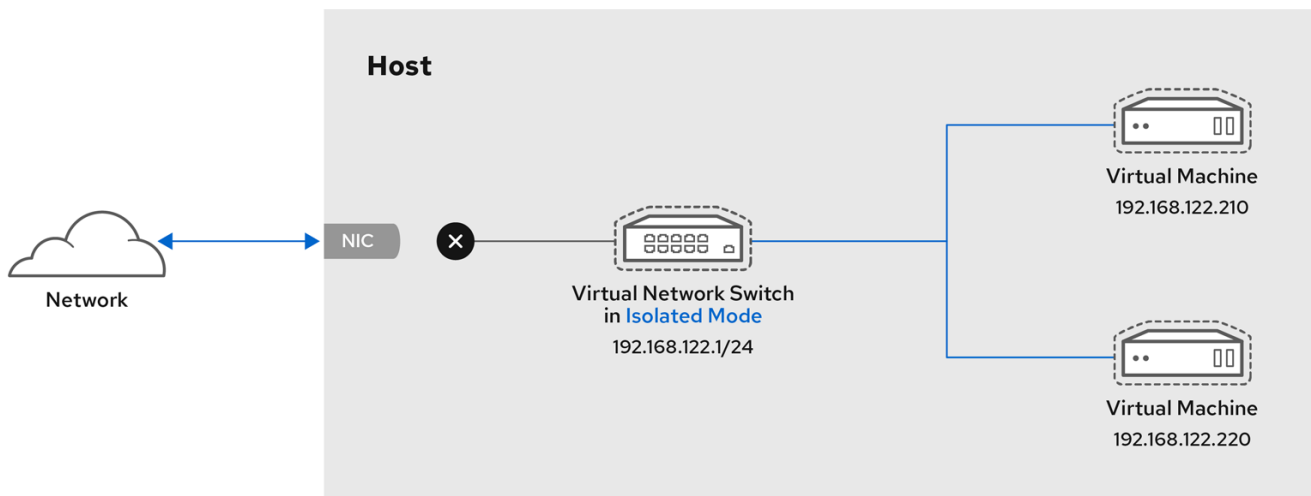 Host
Virtual Machine
192.168.122.210
NIC
Network
Virtual Network Switch
in Isolated Mode
192.168.122.1/24
Virtual Machine
192.168.122.220